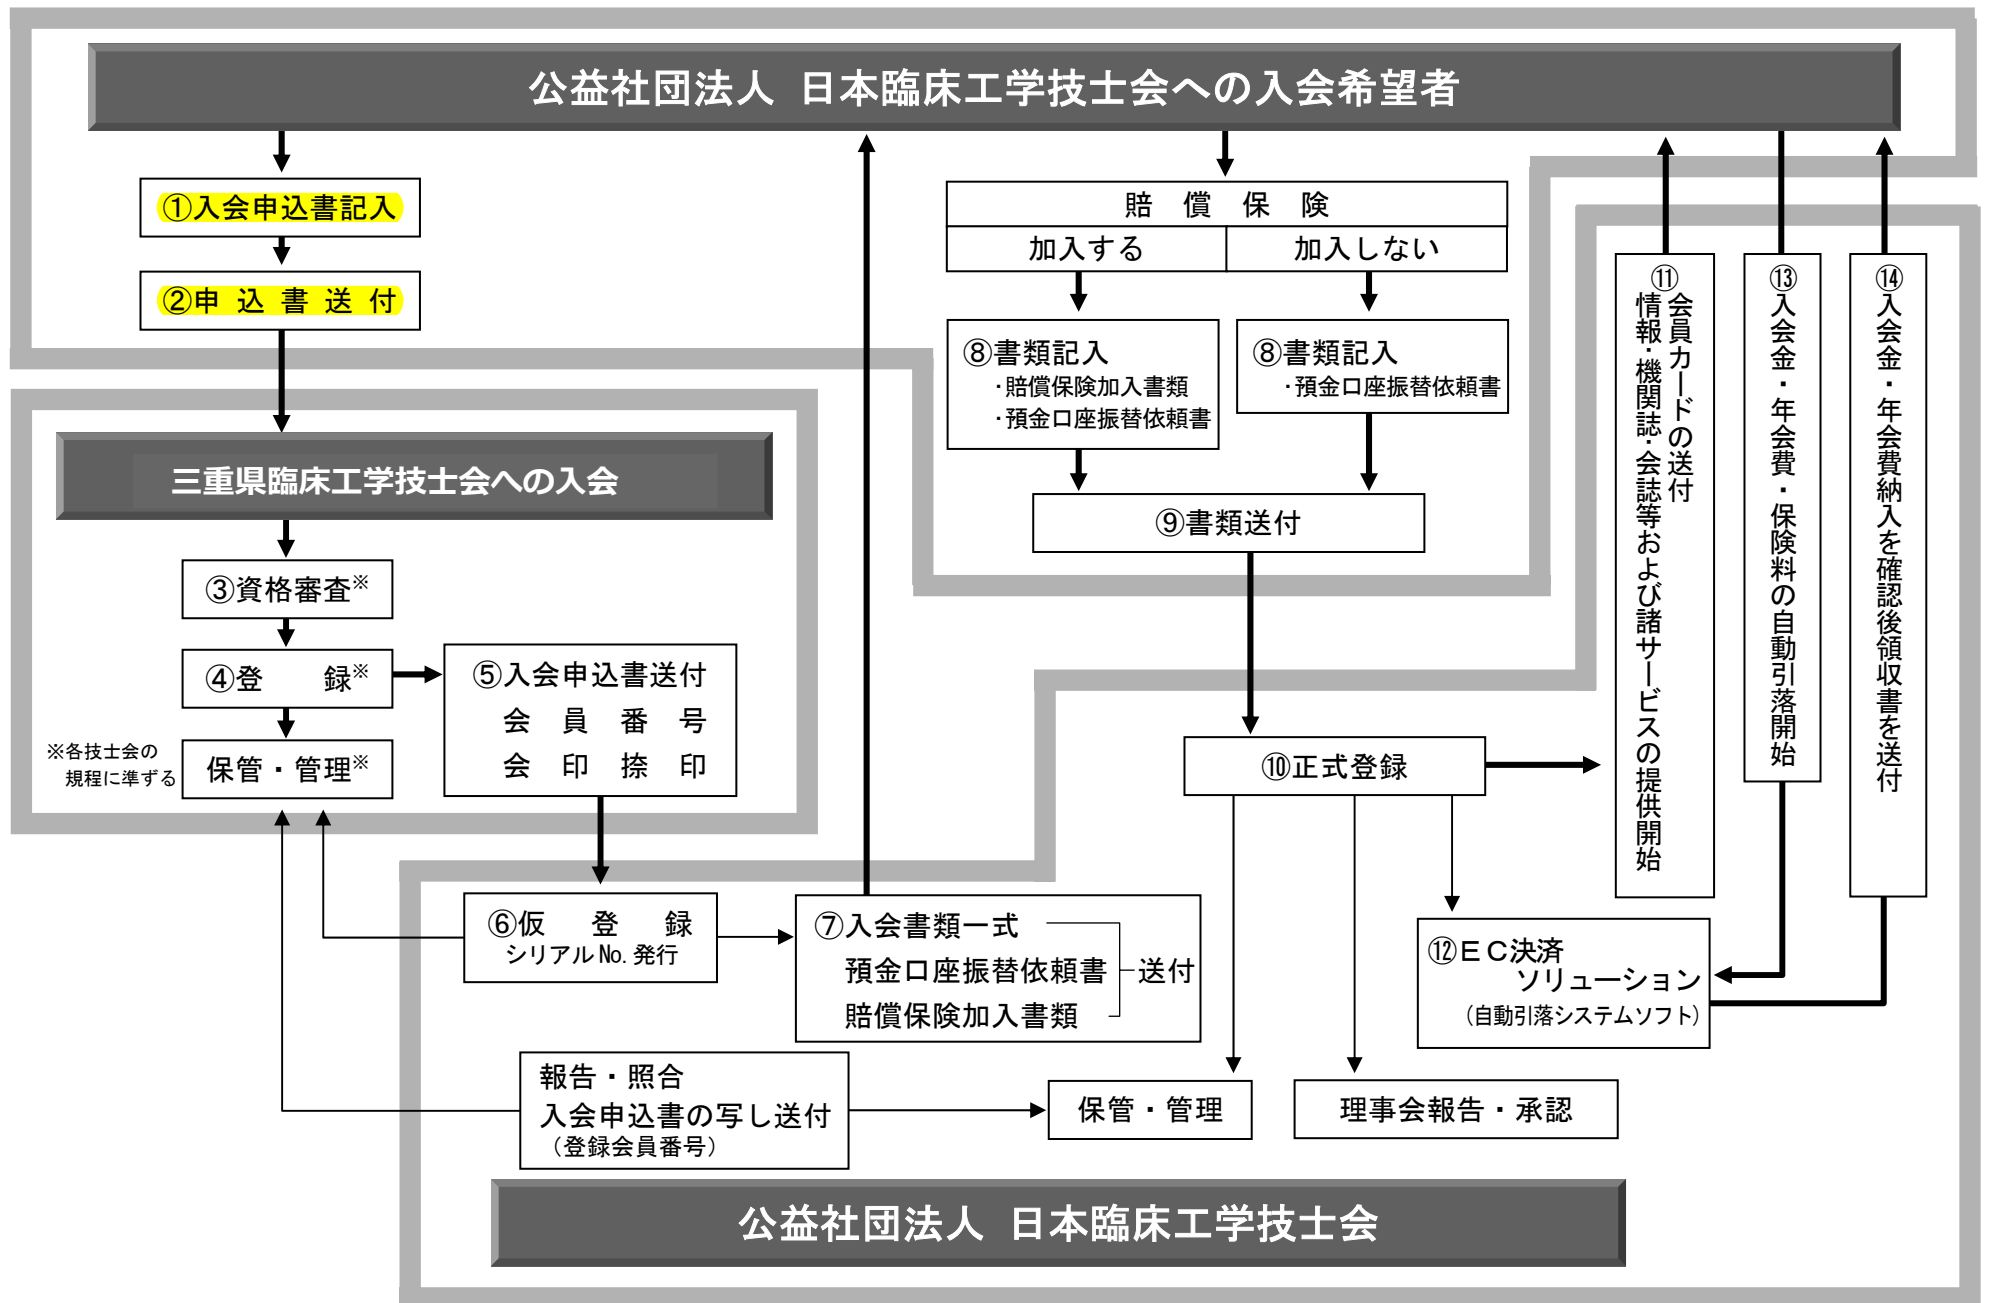 公益社団法人 日本臨床工学技士会への入会希望者
①入会申込書記入
②申込書送付
賠償保険
加入する
加入しない
⑧書類記入
・賠償保険加入書類
・預金口座振替依頼書
⑧書類記入
・預金口座振替依頼書
⑨書類送付
三重県臨床工学技士会への入会
③資格審査※
④登 録※
保管・管理※
※各技士会の
規程に準ずる
⑤入会申込書送付
会員番号
会印捺印
⑥仮登録
シリアルNo.発行
⑦入会書類一式
預金口座振替依頼書
賠償保険加入書類
送付
⑩正式登録
⑪
会員カードの送付
情報・機関誌・会誌等および諸サービスの提供開始
⑬入会金・年会費・保険料の自動引落開始
⑭入会金・年会費納入を確認後領収書を送付
⑫EC決済
ソリューション
(自動引落システムソフト)
報告・照合
入会申込書の写し送付
(登録会員番号)
保管・管理
理事会報告・承認
公益社団法人 日本臨床工学技士会